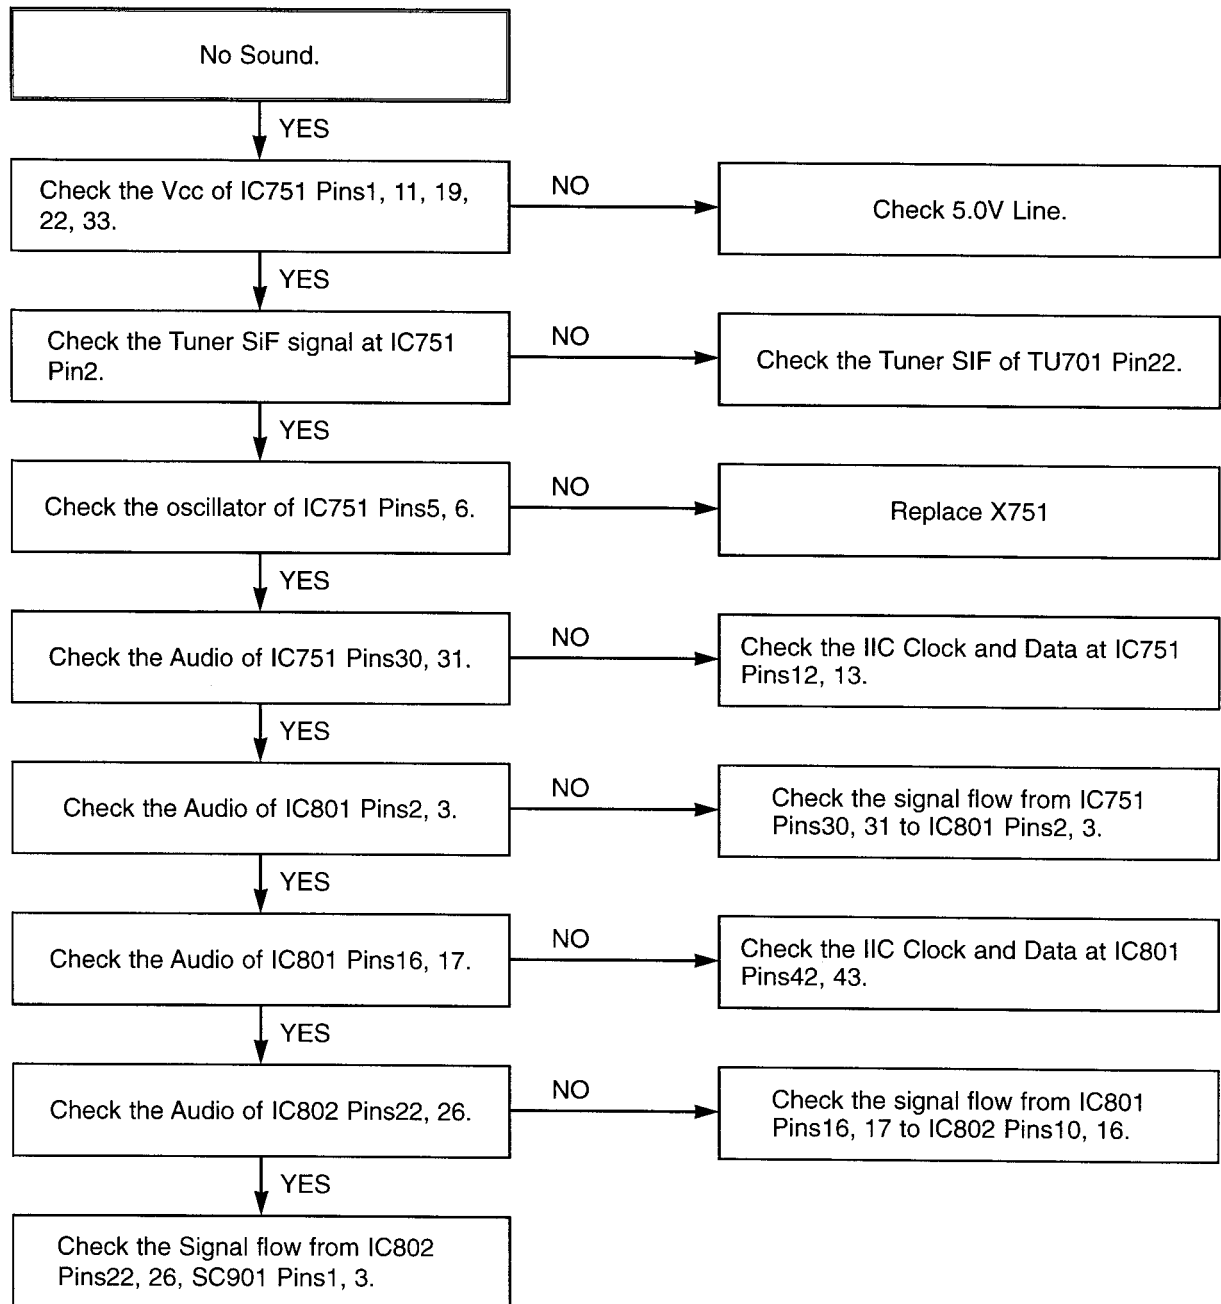 No Sound.
YES
Check the Vcc of IC751 Pins1, 11, 19,
22, 33.
NO
Check 5.0V Line.
YES
Check the Tuner SiF signal at IC751
Pin2.
NO
Check the Tuner SIF of TU701 Pin22.
YES
Check the oscillator of IC751 Pins5, 6.
NO
Replace X751
YES
Check the Audio of IC751 Pins30, 31.
NO
Check the IIC Clock and Data at IC751
Pins12, 13.
YES
Check the Audio of IC801 Pins2, 3.
NO
Check the signal flow from IC751
Pins30, 31 to IC801 Pins2, 3.
YES
Check the Audio of IC801 Pins16, 17.
NO
Check the IIC Clock and Data at IC801
Pins42, 43.
YES
Check the Audio of IC802 Pins22, 26.
NO
Check the signal flow from IC801
Pins16, 17 to IC802 Pins10, 16.
YES
Check the Signal flow from IC802
Pins22, 26, SC901 Pins1, 3.